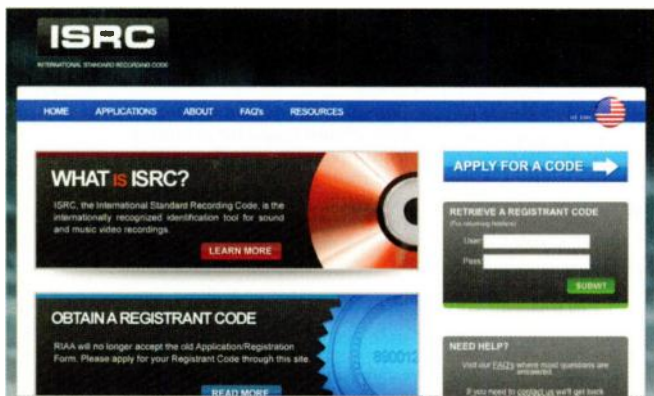 ISRC
INTERNATIONAL STANDARD RECORDING CODE
HOME APPLICATIONS ABOUT FAQ's RESOURCES
WHAT IS ISRC?
ISRC, the International Standard Recording Code, is the
internationally recognized identification tool for sound
and music video recordings.
LEARN MORE
OBTAIN A REGISTRANT CODE
RIAA will no longer accept the old Application/Registration
Form. Please apply for your Registrant Code through this site.
890012
READ MORE
APPLY FOR A CODE
RETRIEVE A REGISTRANT CODE
(For returning holders)
User:
Pass:
SUBMIT
NEED HELP?
Visit our FAQ's where most questions are
answered.
If you need to contact us we'll get back